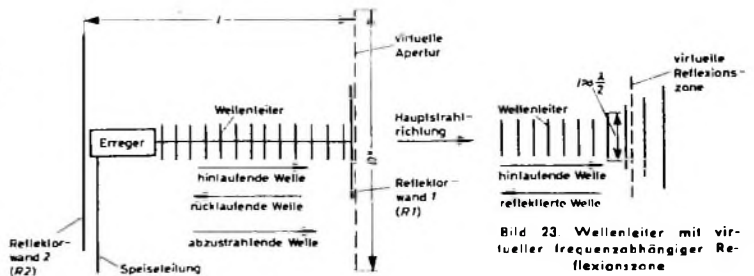 l
virtuelle
Apertur
Wellenleiter
Erreger
Hauptstrahl-
richtung
hinlaufende Welle
rücklaufende Welle
abzustrahlende Welle
Reflektor-
wand 1
(R1)
Reflektor-
wand 2
(R2)
Speiseleitung
virtuelle
Reflexions-
zone
Wellenleiter
hinlaufende Welle
reflektierte Welle
Bild 23. Wellenleiter mit vir-
tueller frequenzabhängiger Re-
flexionszone